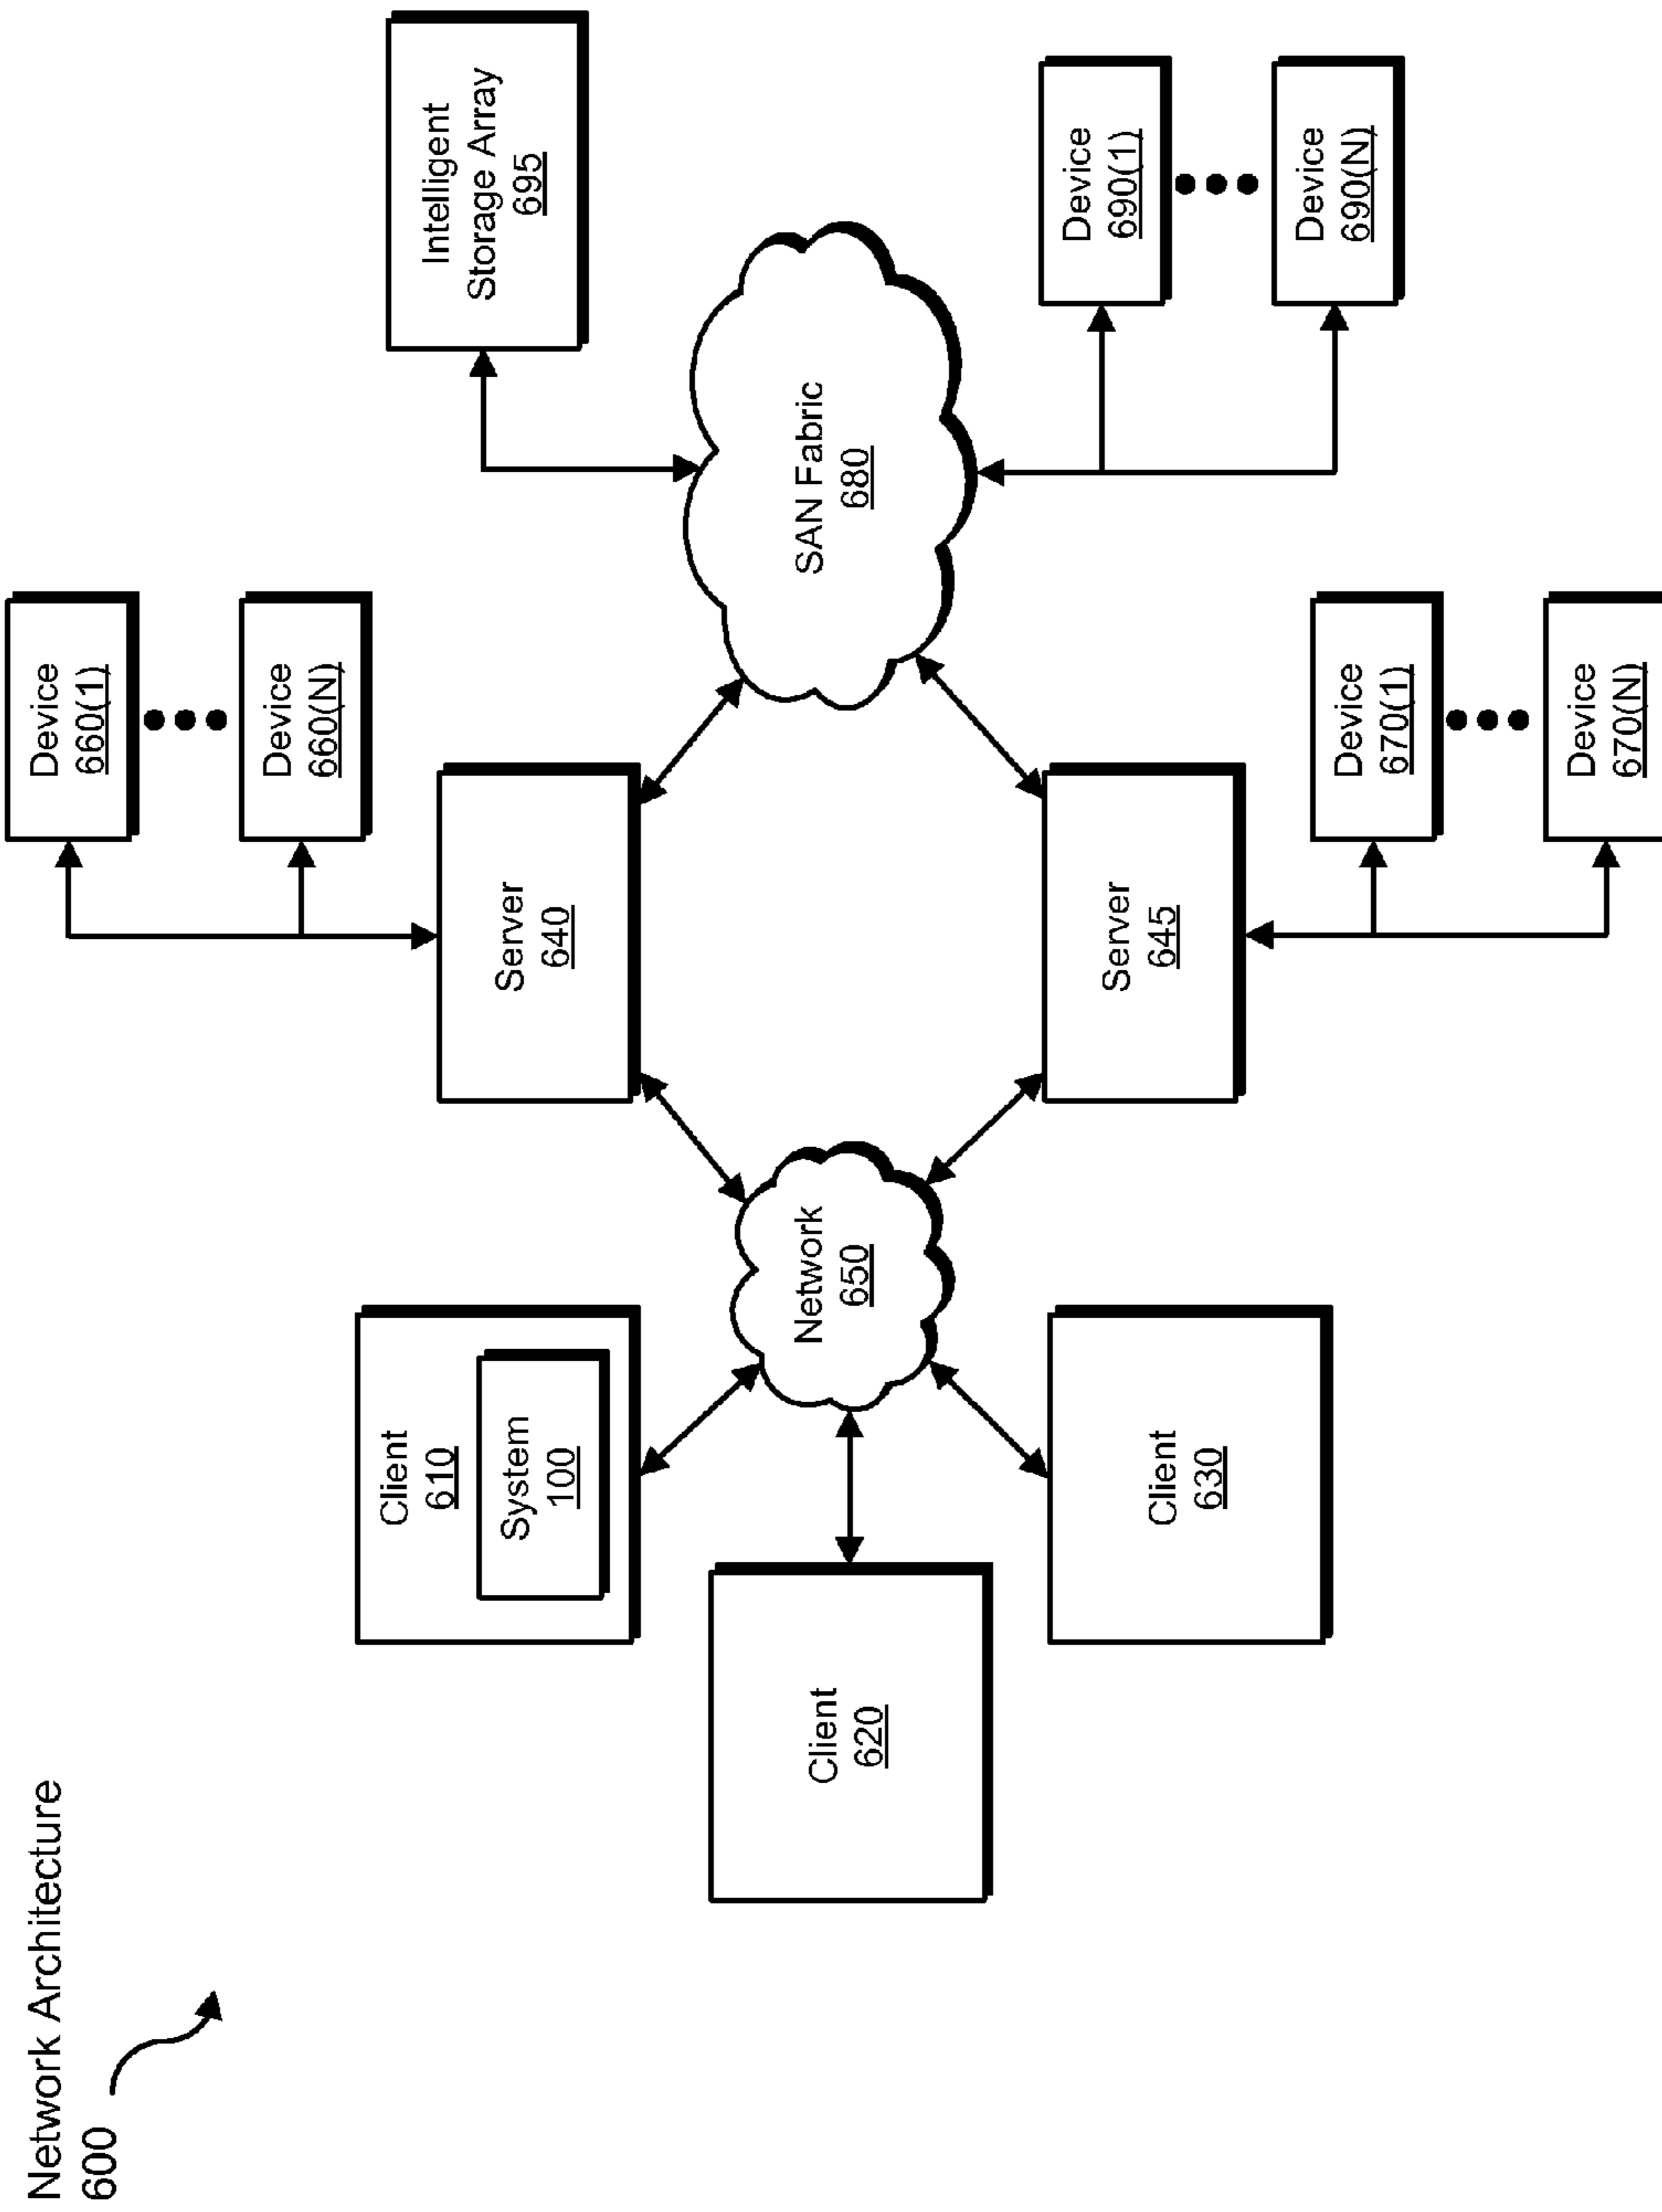 Network Architecture
600
Client
610
System
100
Client
620
Client
630
Network
650
Server
640
Server
645
Device
660(1)
Device
660(N)
Device
670(1)
Device
670(N)
SAN Fabric
680
Intelligent
Storage Array
695
Device
690(1)
Device
690(N)